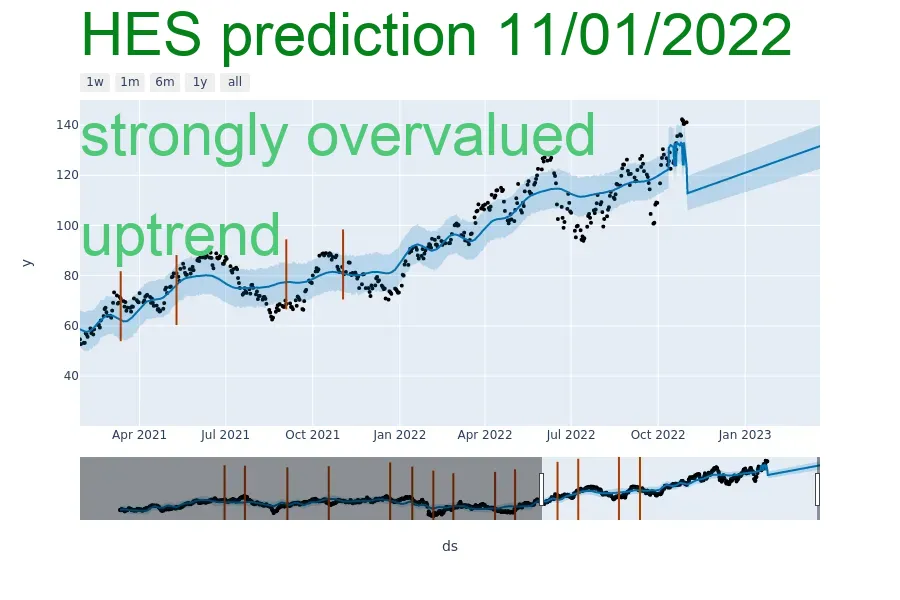 HES prediction 11/01/2022
1w 1m 6m 1y all
strongly overvalued
uptrend
140
120
100
80
60
40
y
Apr 2021 Jul 2021 Oct 2021 Jan 2022 Apr 2022 Jul 2022 Oct 2022 Jan 2023
ds